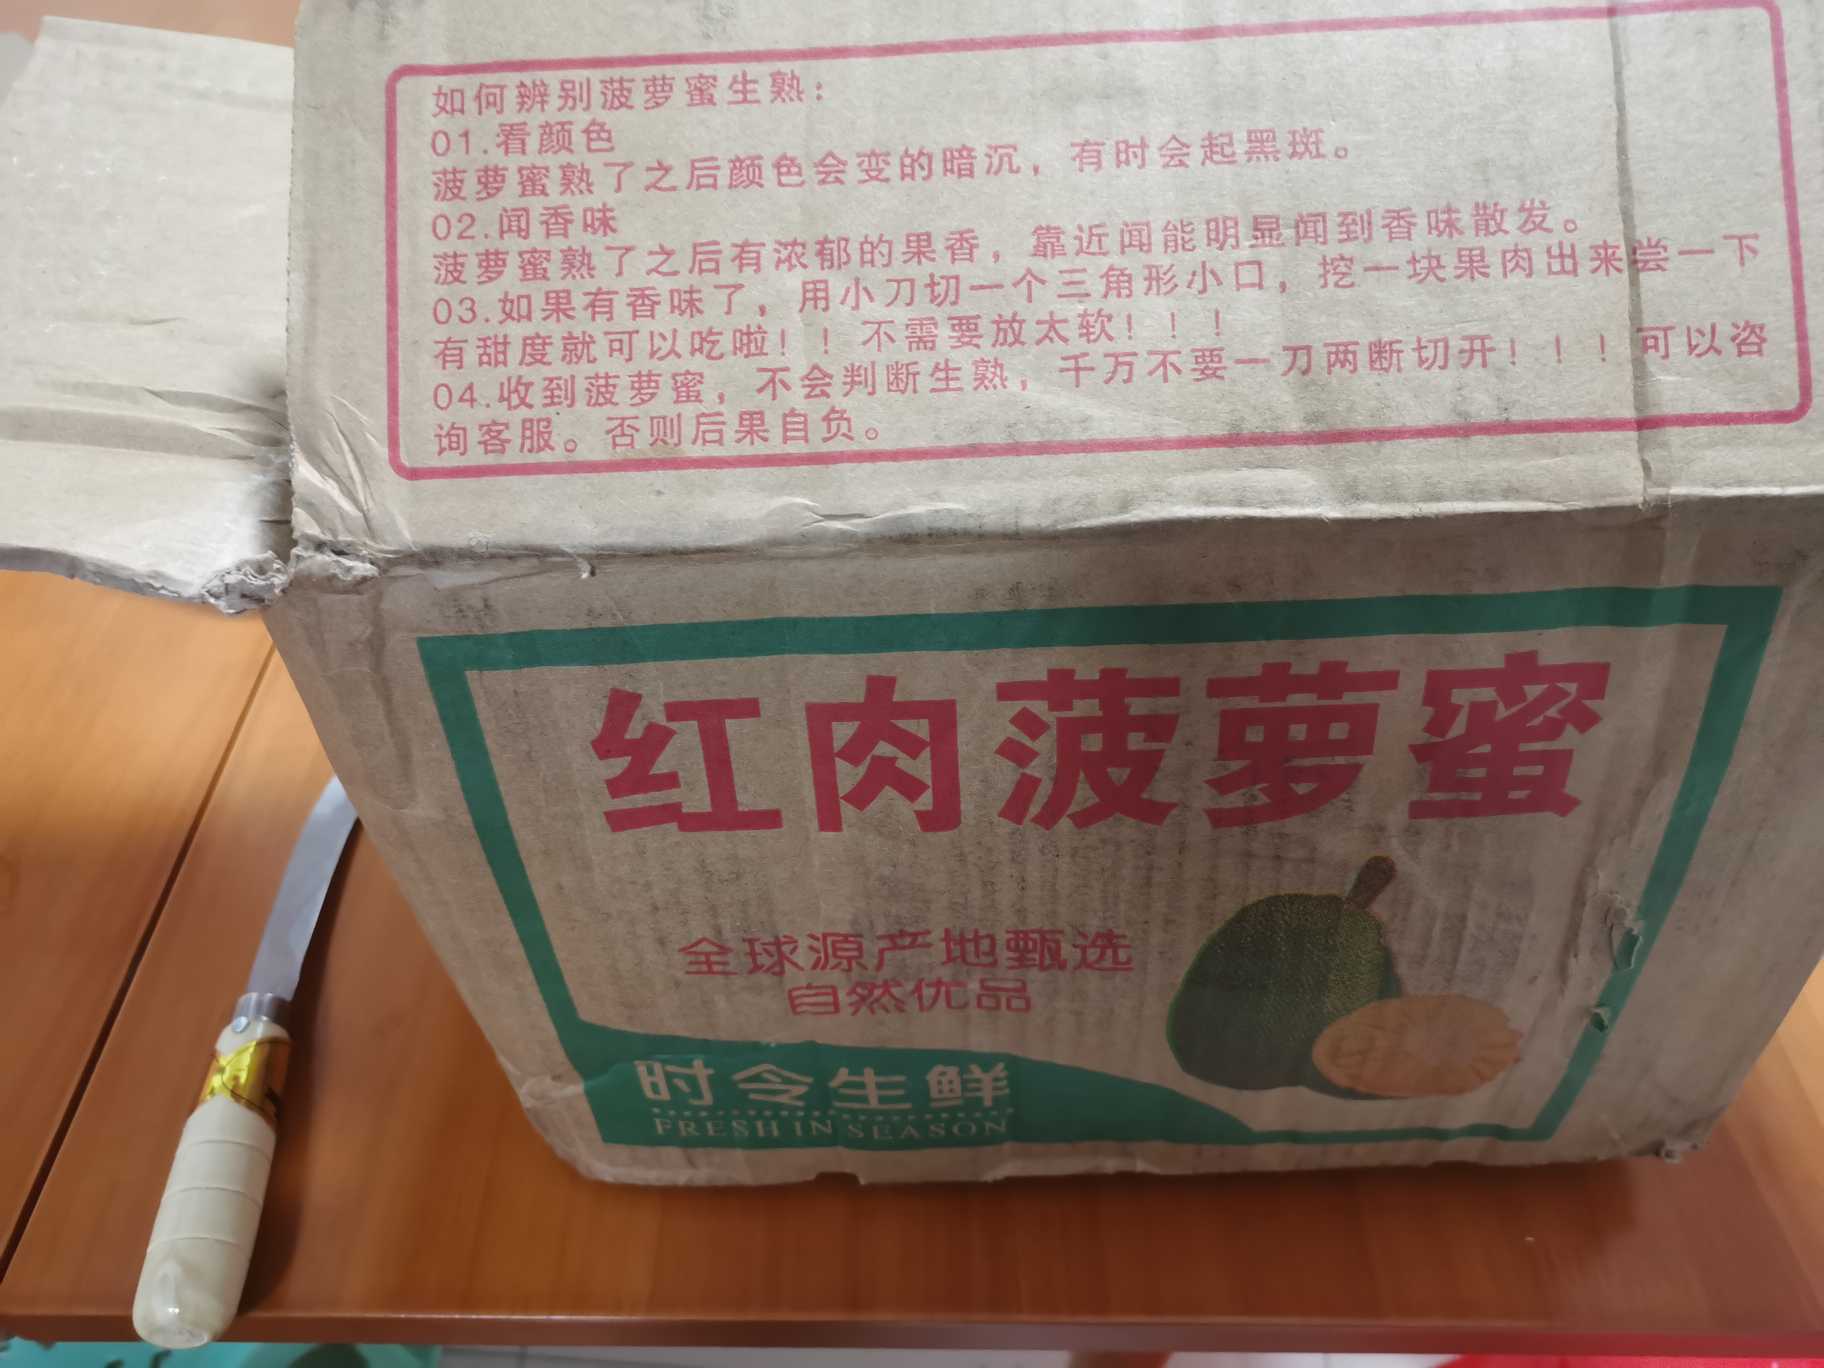 如何辨别菠萝蜜生熟：
01.看颜色
菠萝蜜熟了之后颜色会变的暗沉，有时会起黑斑。
02.闻香味
菠萝蜜熟了之后有浓郁的果香，靠近闻能明显闻到香味散发。
03.如果有香味了，用小刀切一个三角形小口，挖一块果肉出来尝一下
有甜度就可以吃啦！！不需要放太软！！！
04.收到菠萝蜜，不会判断生熟，千万不要一刀两断切开！！！可以咨
询客服。否则后果自负。
红肉菠萝蜜
全球源产地甄选
自然优品
时令生鲜
FRESH IN SEASON